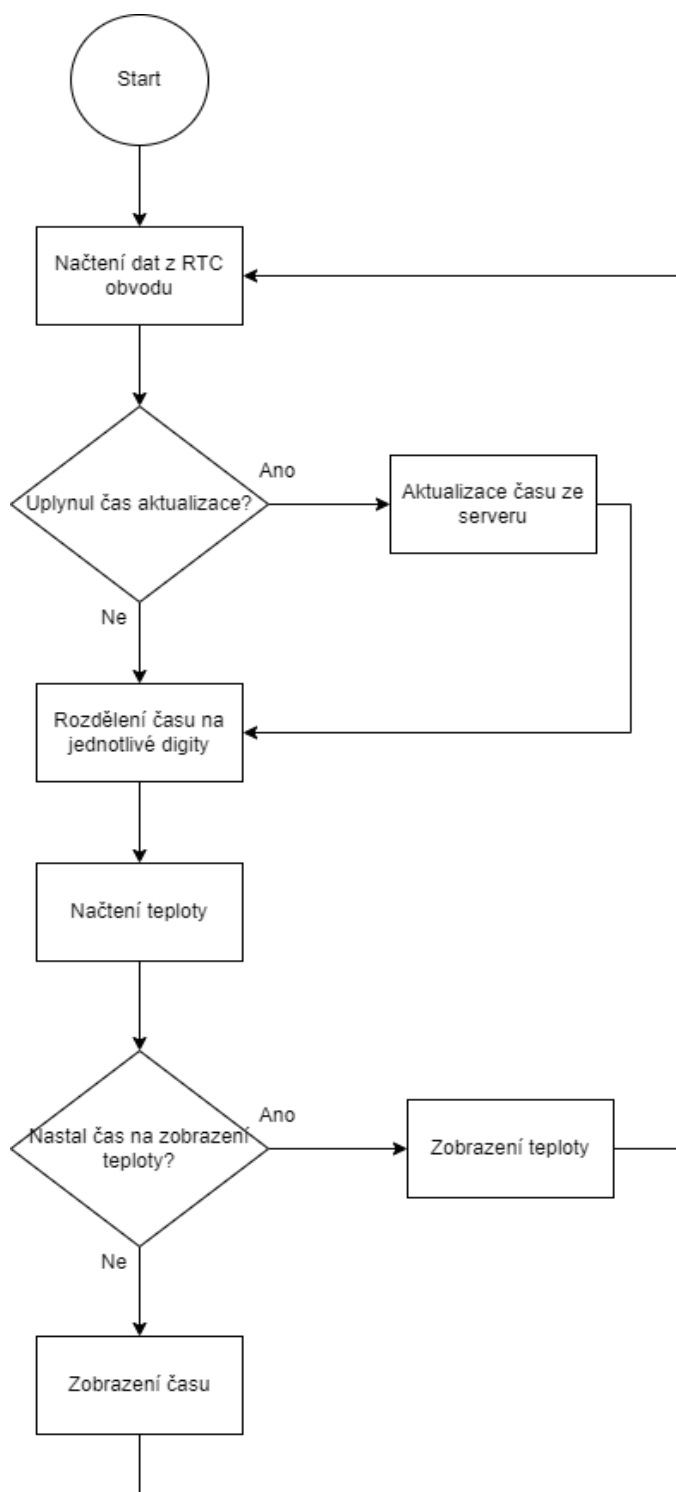 Start
Načtení dat z RTC
obvodu
Uplynul čas aktualizace?
Ano
Aktualizace času ze
serveru
Ne
Rozdělení času na
jednotlivé digity
Načtení teploty
Nastal čas na zobrazení
teploty?
Ano
Zobrazení teploty
Ne
Zobrazení času